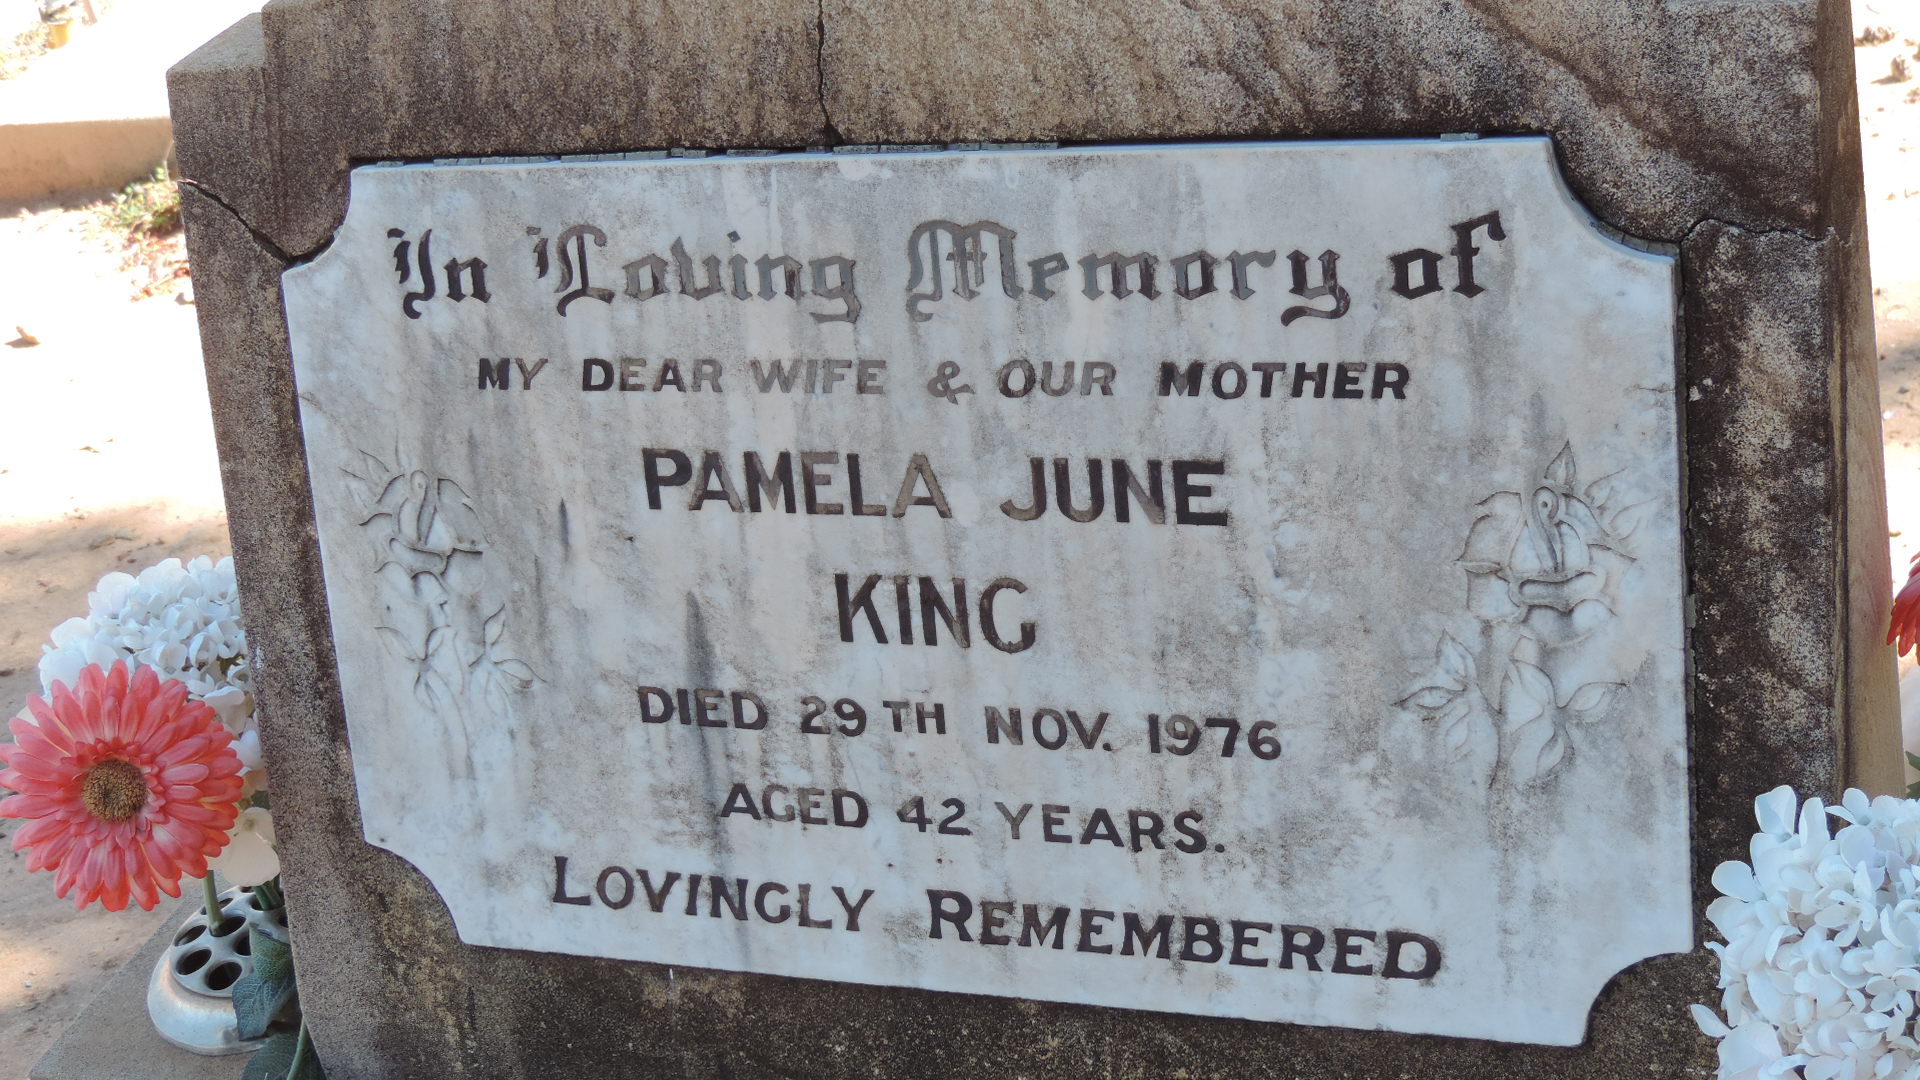 In Loving Memory of
MY DEAR WIFE & OUR MOTHER
PAMELA JUNE
KING
DIED 29TH NOV. 1976
AGED 42 YEARS.
LOVINGLY REMEMBERED